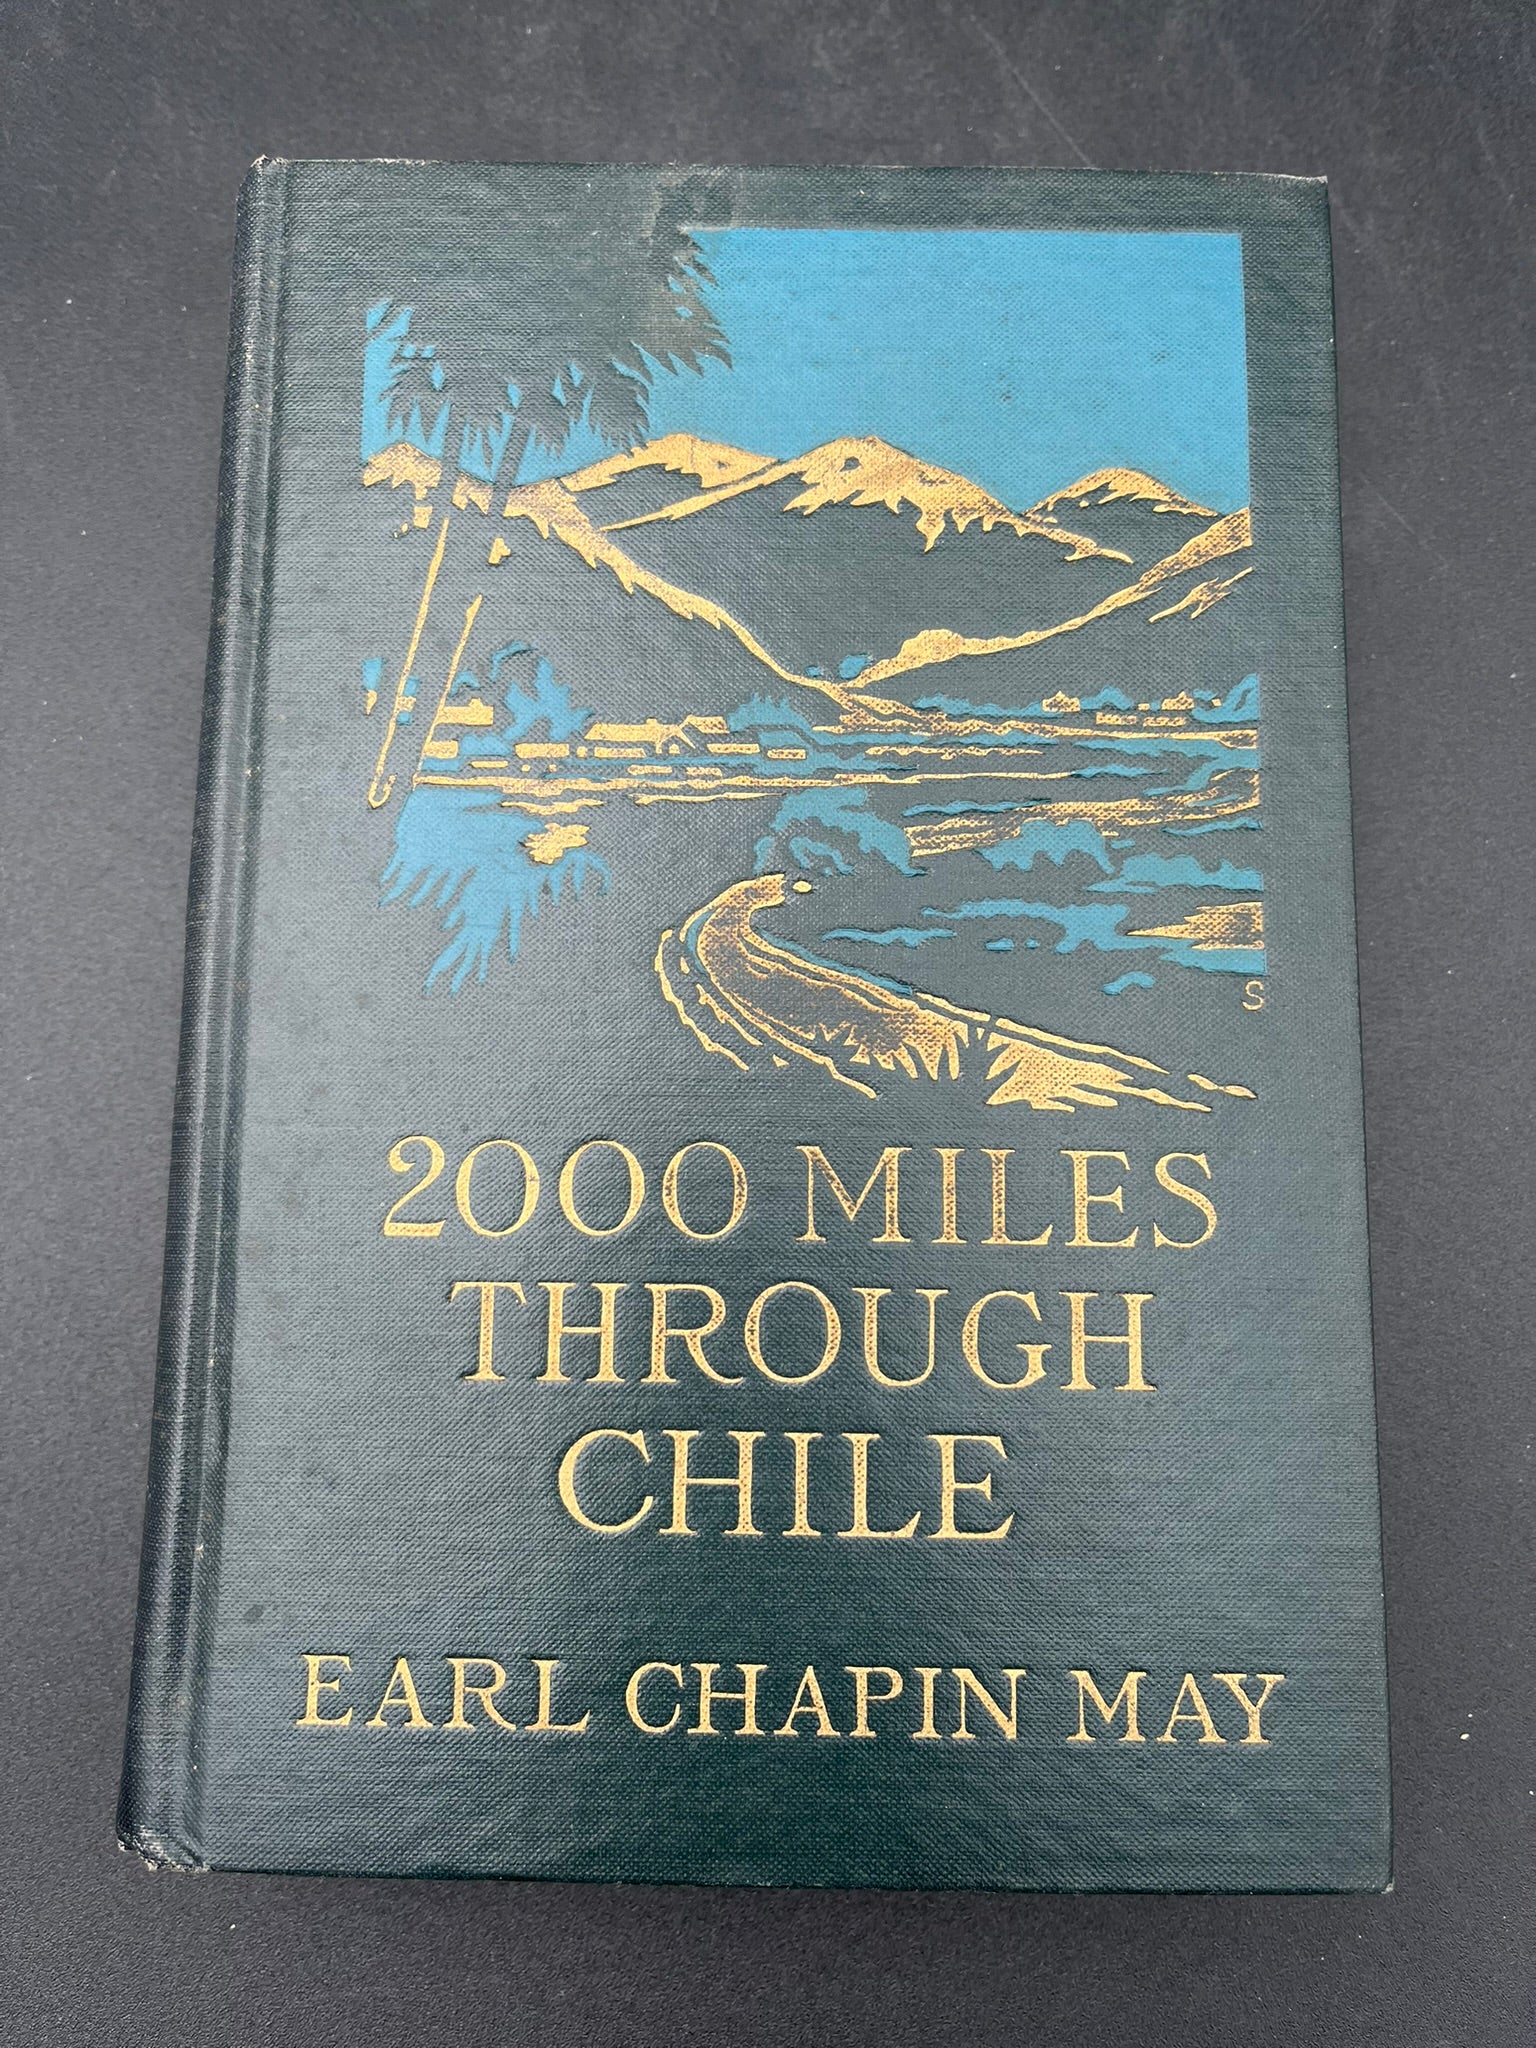 S
2000 MILES
THROUGH
CHILE
EARL CHAPIN MAY